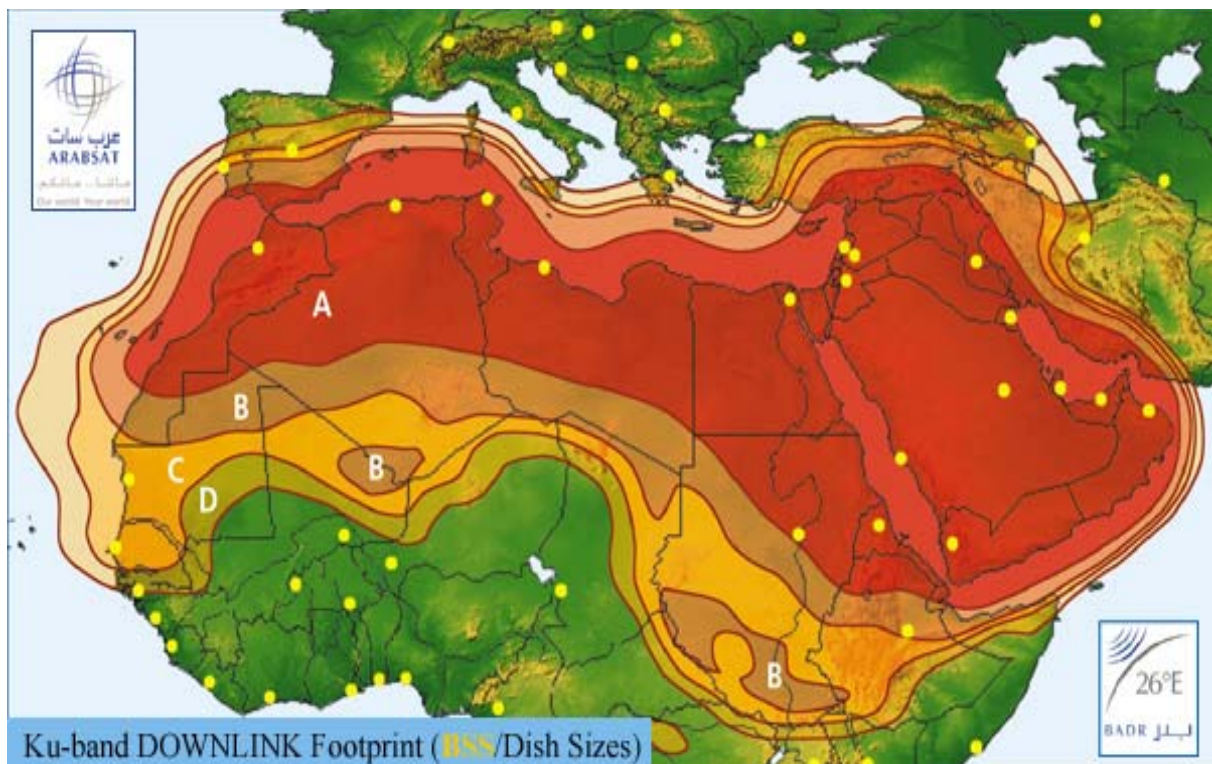 عرب سات
ARABSAT
Our world. Your world
A
B
B
C
D
B
26°E
BADR بدر
Ku-band DOWNLINK Footprint (BSS/Dish Sizes)